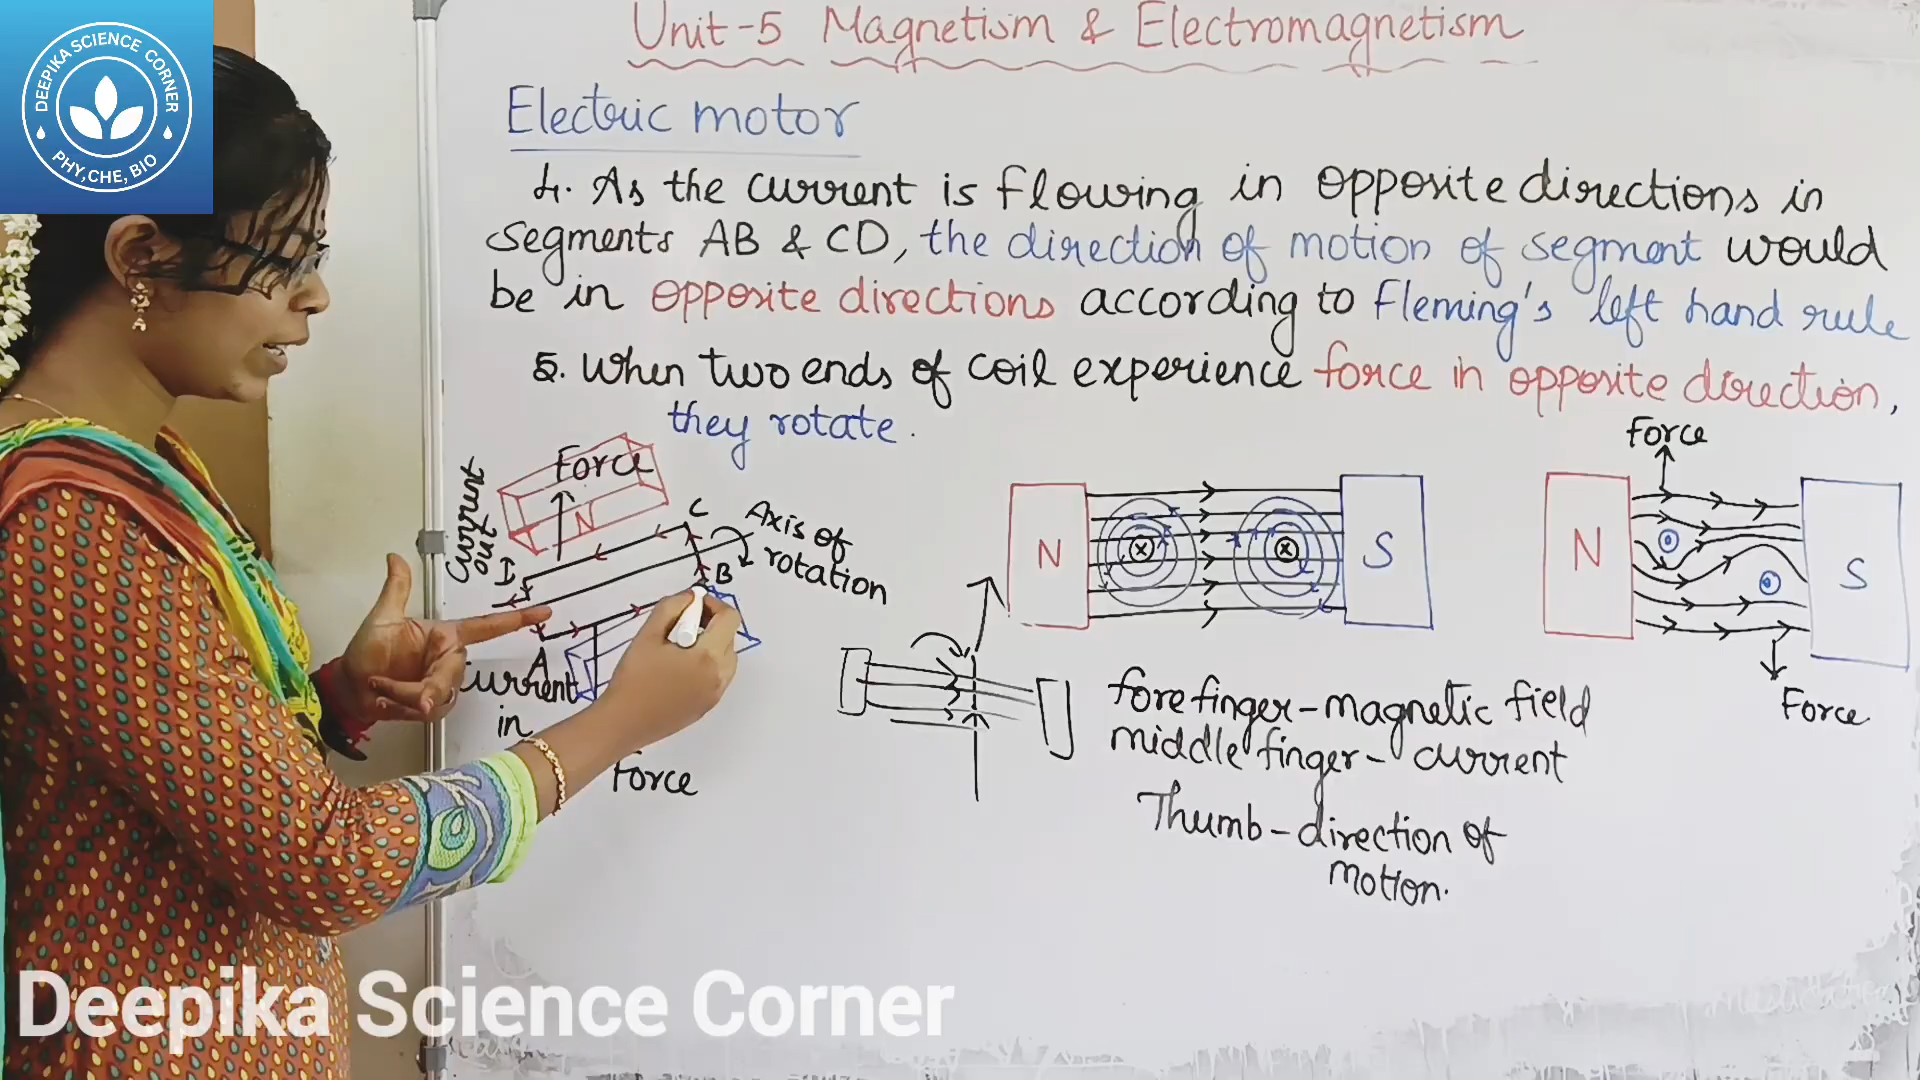 DEEPIKA SCIENCE CORNER
PHY, CHE, BIO
Unit-5 Magnetism & Electromagnetism
Electric motor
4. As the current is flowing in opposite directions in
segments AB & CD, the direction of motion of segment would
be in opposite directions according to Fleming's left hand rule
5. When two ends of coil experience force in opposite direction,
they rotate.
Force
N
Current
out
D
C
Axis of
rotation
B
A
Current
in
Force
N
S
Force
N
S
Force
fore finger - magnetic field
middle finger - current
Thumb - direction of
motion.
Deepika Science Corner